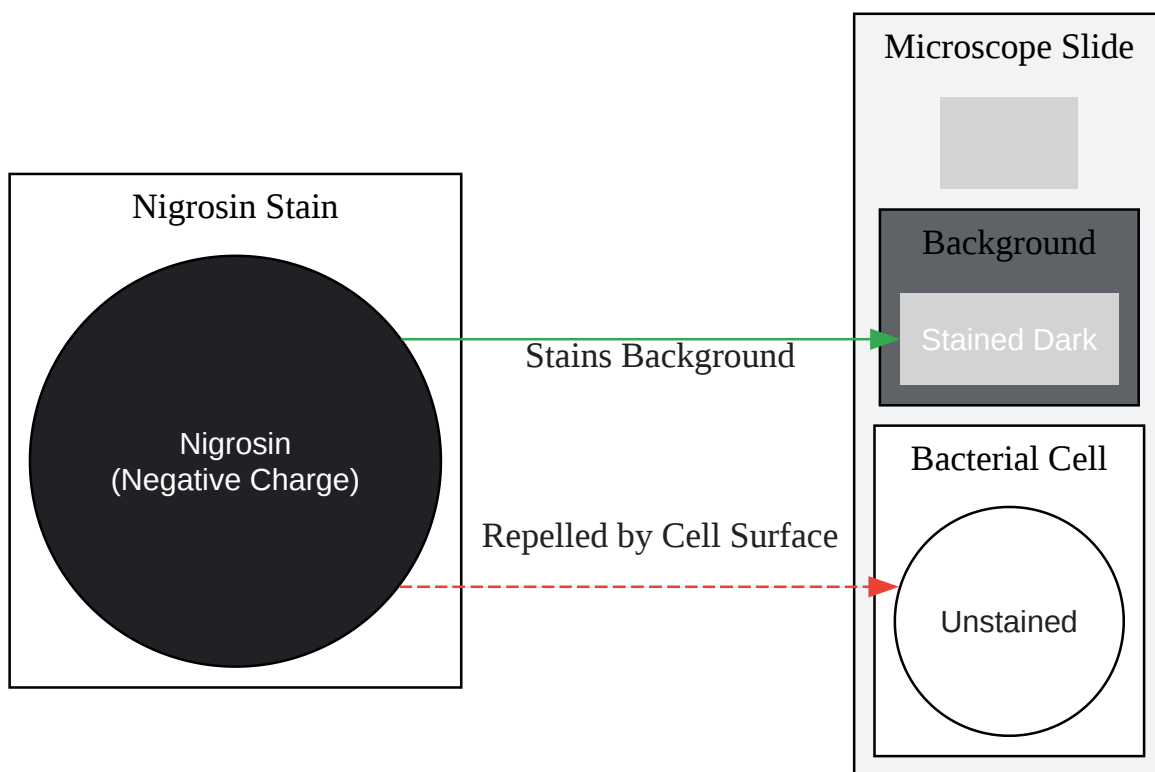 Microscope Slide
Nigrosin Stain
Background
Stained Dark
Stains Background
Nigrosin
(Negative Charge)
Bacterial Cell
Repelled by Cell Surface
Unstained